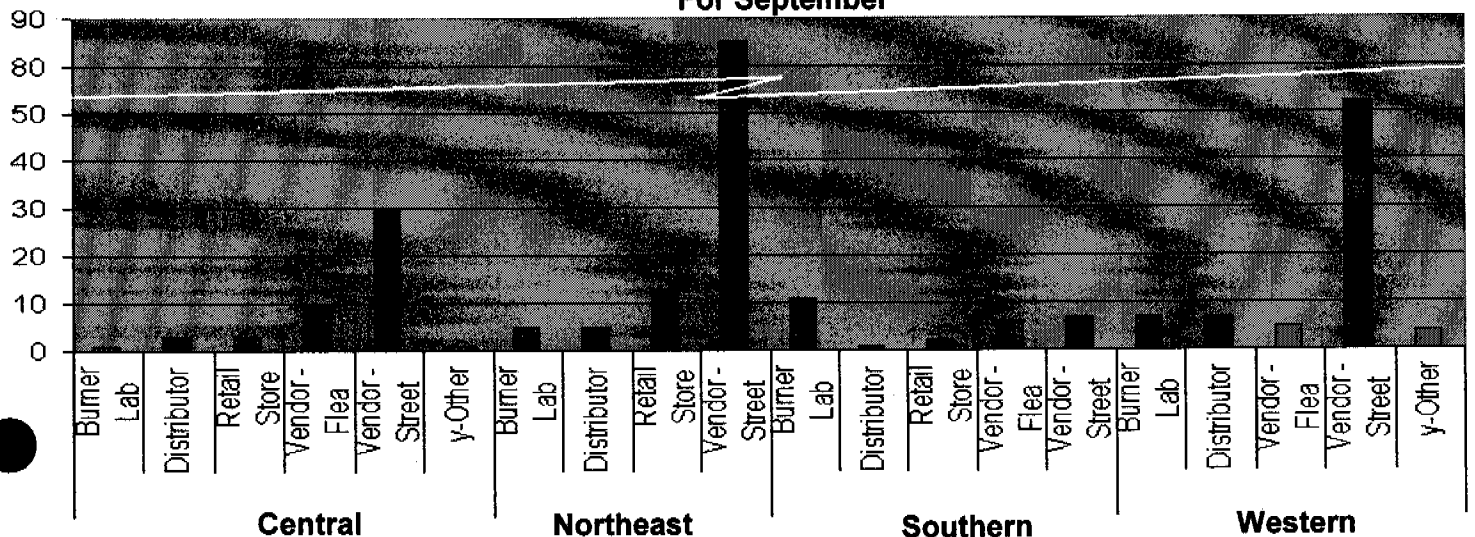 For September
90
80
50
40
30
20
10
0
Burner Lab
Distributor
Retail Store
Vendor - Flea
Vendor - Street
y-Other
Burner Lab
Distributor
Retail Store
Vendor - Street
Burner Lab
Distributor
Retail Store
Vendor - Flea
Vendor - Street
Burner Lab
Distributor
Vendor - Flea
Vendor - Street
y-Other
Central
Northeast
Southern
Western